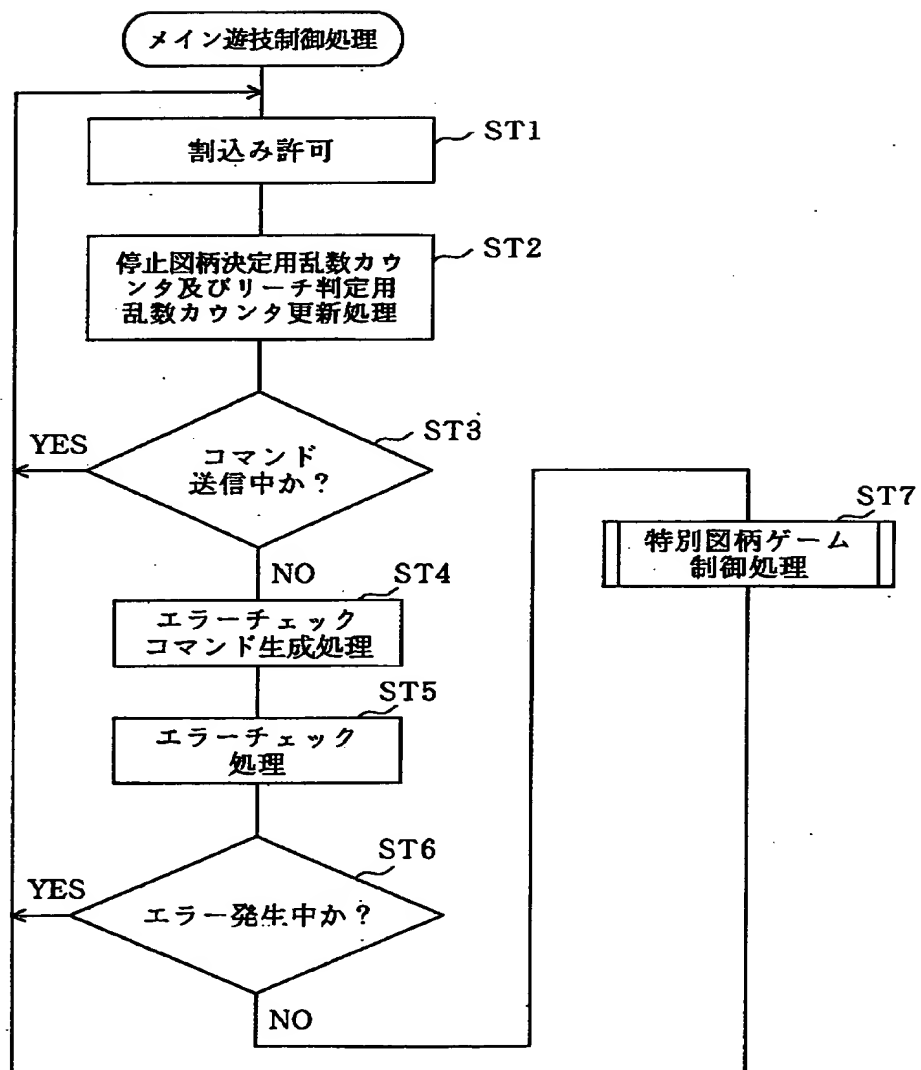 メイン遊技制御処理
割込み許可
ST1
停止図柄決定用乱数カウ
ンタ及びリーチ判定用
乱数カウンタ更新処理
ST2
コマンド
送信中か?
ST3
YES
NO
エラーチェック
コマンド生成処理
ST4
エラーチェック
処理
ST5
エラー発生中か?
ST6
YES
NO
特別図柄ゲーム
制御処理
ST7